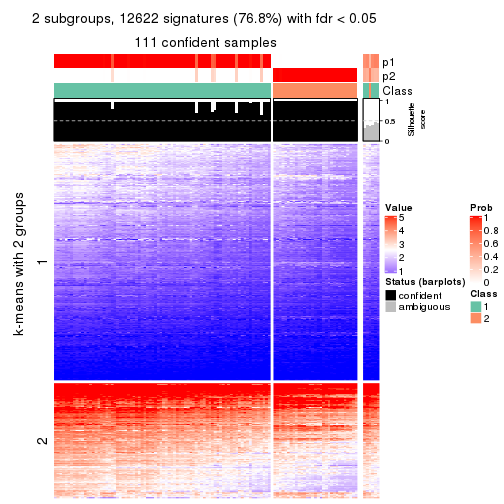 2 subgroups, 12622 signatures (76.8%) with fdr < 0.05
111 confident samples
p1
p2
Class
1
0.5
0
Silhouette
score
k-means with 2 groups
1
2
Value
5
4
3
2
1
Status (barplots)
confident
ambiguous
Prob
1
0.8
0.6
0.4
0.2
0
Class
1
2